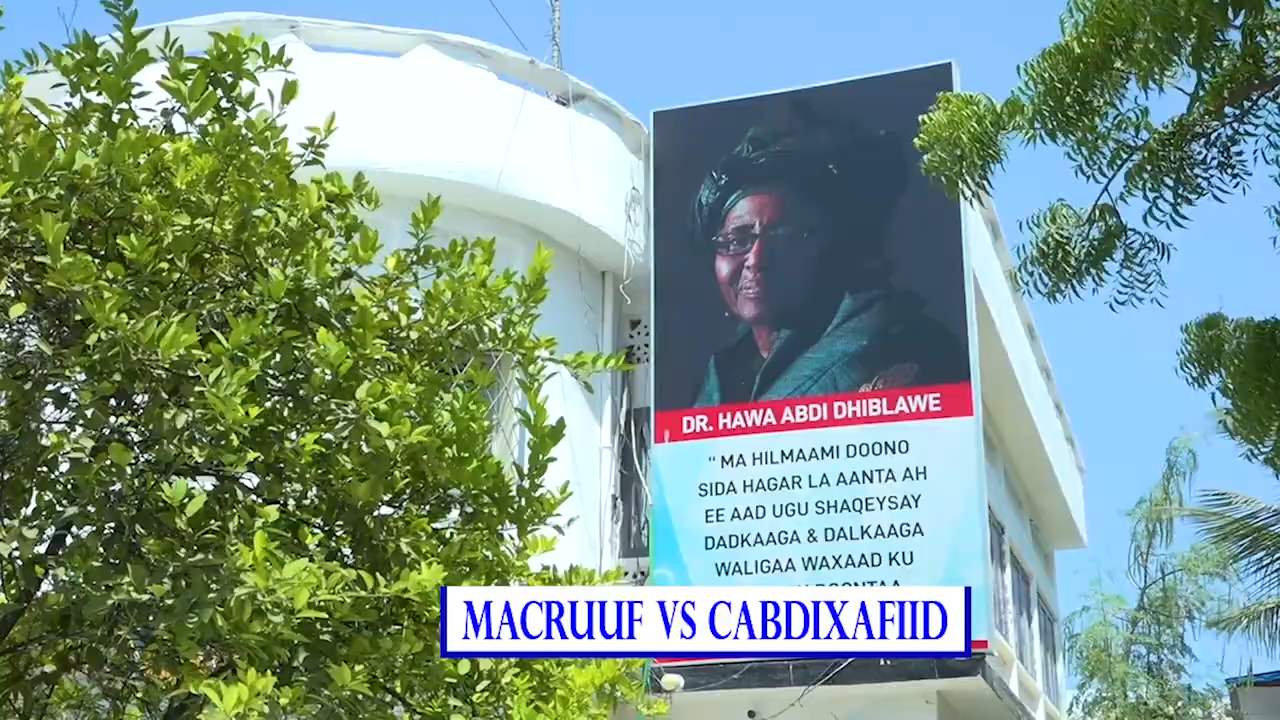 DR. HAWA ABDI DHIBLAWE
“ MA HILMAAMI DOONO
SIDA HAGAR LA AANTA AH
EE AAD UGU SHAQEYSAY
DADKAAGA & DALKAAGA
WALIGAA WAXAAD KU
MACRUUF VS CABDIXAFIID